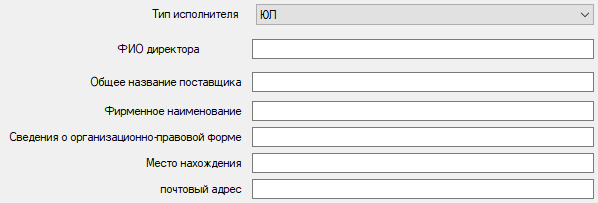 Тип исполнителя ЮЛ
ФИО директора
Общее название поставщика
Фирменное наименование
Сведения о организационно-правовой форме
Место нахождения
почтовый адрес